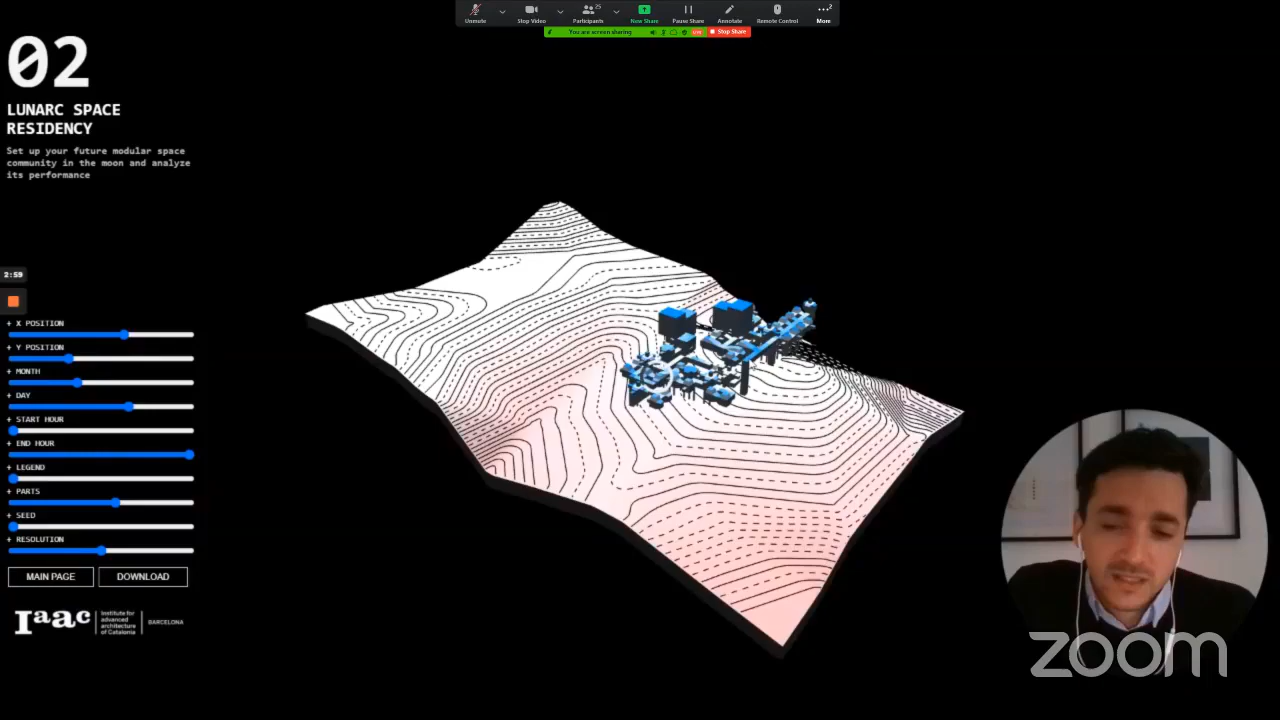 Unmute
Stop Video
Participants
25
New Share
Pause Share
Annotate
Remote Control
More
2
You are screen sharing
Stop Share
02
LUNARC SPACE
RESIDENCY
Set up your future modular space
community in the moon and analyze
its performance
2:59
+ X POSITION
+ Y POSITION
+ MONTH
+ DAY
+ START HOUR
+ END HOUR
+ LEGEND
+ PARTS
+ SEED
+ RESOLUTION
MAIN PAGE
DOWNLOAD
Iaac
Institute for
advanced
architecture
of Catalonia
BARCELONA
zoom